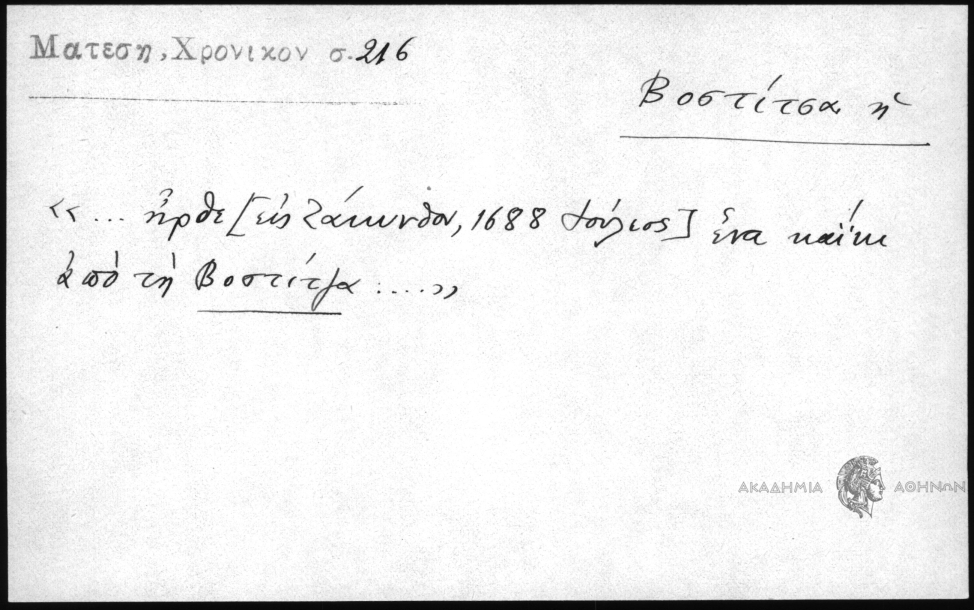 Ματεση, Χρονικον σ. 216
Βοστίτσα ἡ
«... ἦρθε [εἰς Ζάκυνθον, 1688 Ἰούλιος] ἕνα καΐκι
ἀπὸ τὴ Βοστίτζα ....»
ΑΚΑΔΗΜΙΑ ΑΘΗΝΩΝ